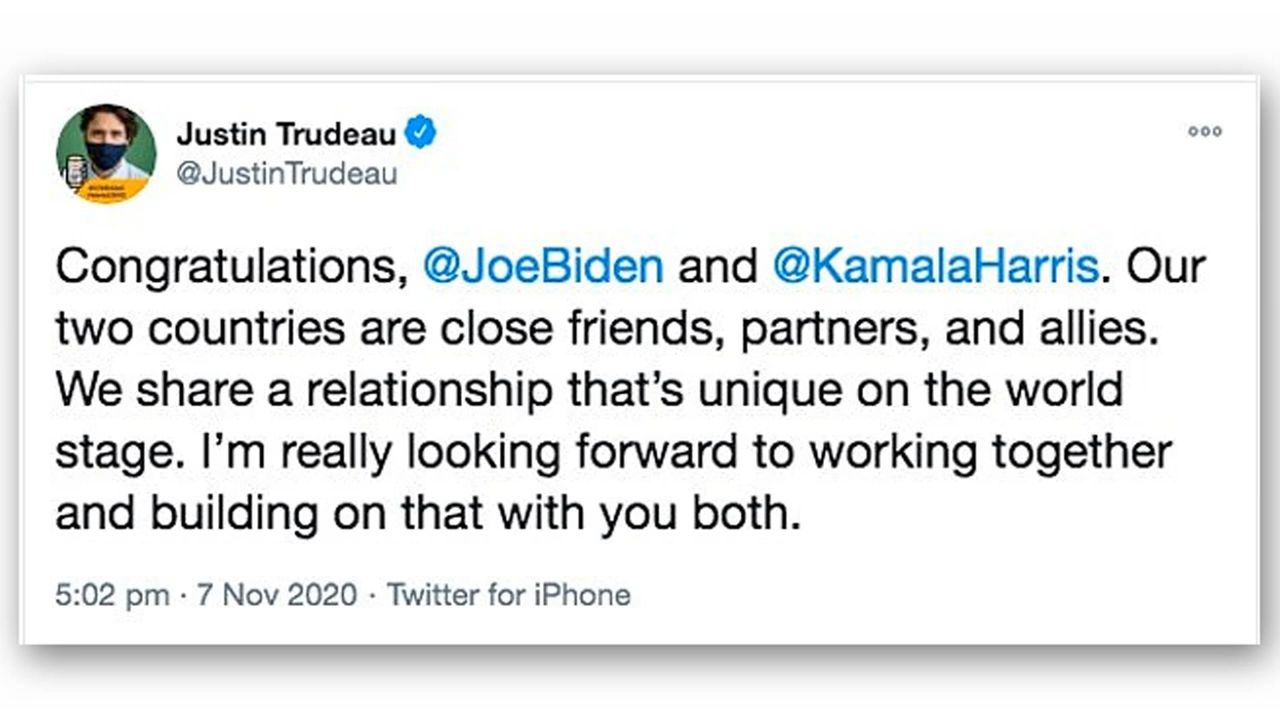 Justin Trudeau
@JustinTrudeau
Congratulations, @JoeBiden and @KamalaHarris. Our
two countries are close friends, partners, and allies.
We share a relationship that’s unique on the world
stage. I’m really looking forward to working together
and building on that with you both.
5:02 pm · 7 Nov 2020 · Twitter for iPhone